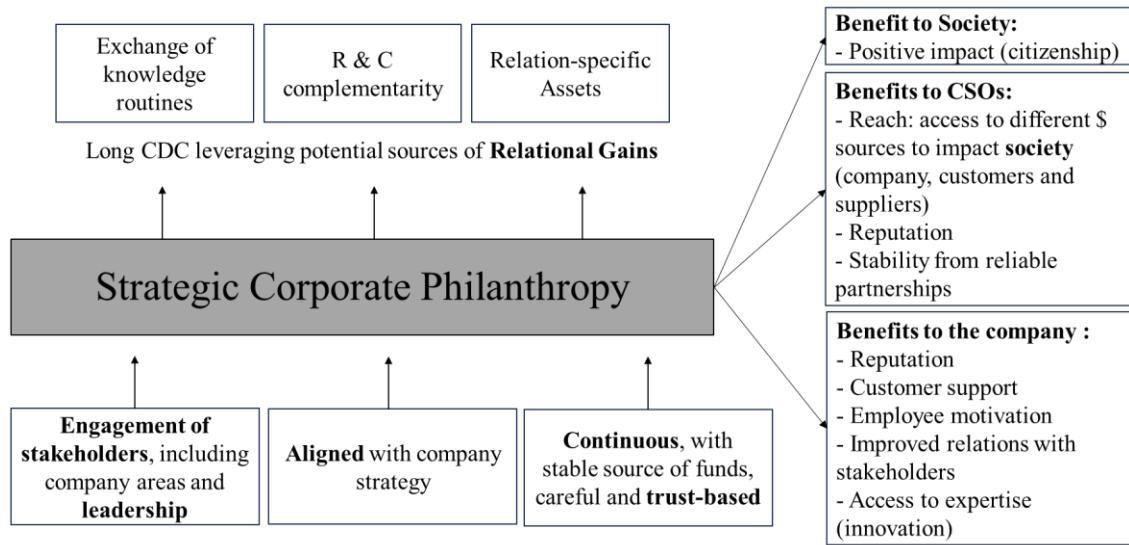 Exchange of
knowledge
routines
R & C
complementarity
Relation-specific
Assets
Long CDC leveraging potential sources of Relational Gains
Strategic Corporate Philanthropy
Engagement of
stakeholders, including
company areas and
leadership
Aligned with company
strategy
Continuous, with
stable source of funds,
careful and trust-based
Benefit to Society:
- Positive impact (citizenship)
Benefits to CSOs:
- Reach: access to different $
sources to impact society
(company, customers and
suppliers)
- Reputation
- Stability from reliable
partnerships
Benefits to the company :
- Reputation
- Customer support
- Employee motivation
- Improved relations with
stakeholders
- Access to expertise
(innovation)